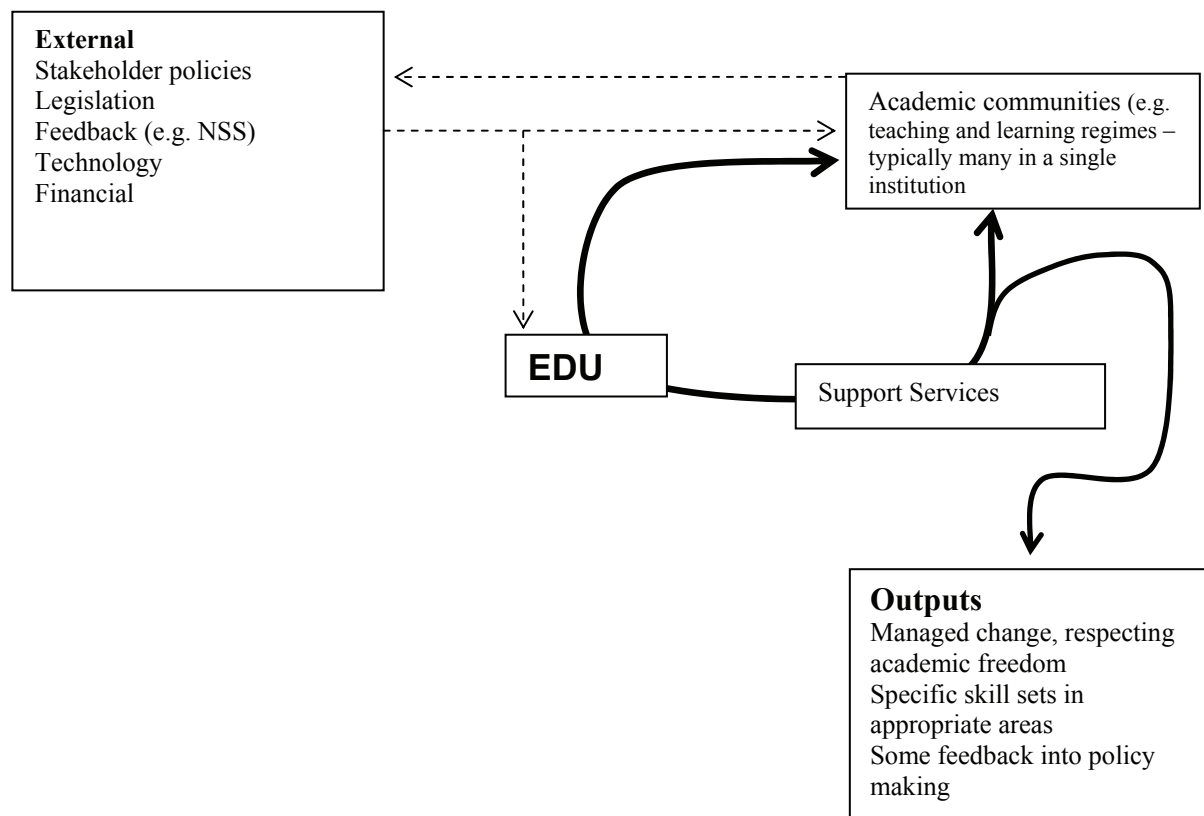 External
Stakeholder policies
Legislation
Feedback (e.g. NSS)
Technology
Financial
Academic communities (e.g.
teaching and learning regimes –
typically many in a single
institution
EDU
Support Services
Outputs
Managed change, respecting
academic freedom
Specific skill sets in
appropriate areas
Some feedback into policy
making